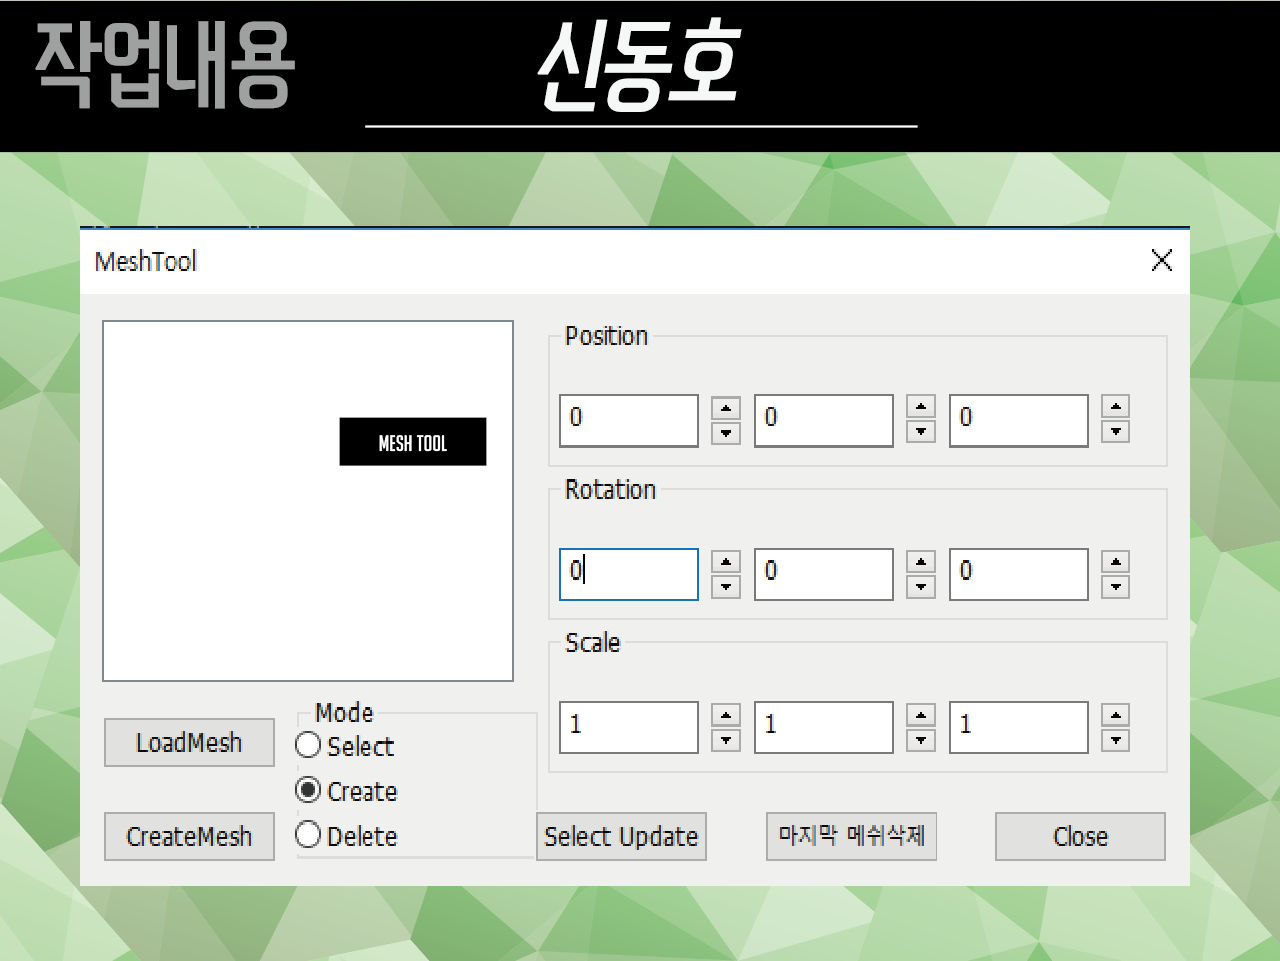 작업내용
신동호
MeshTool
MESH TOOL
Position
0
0
0
Rotation
0
0
0
Scale
1
1
1
LoadMesh
CreateMesh
Mode
Select
Create
Delete
Select Update
마지막 메쉬삭제
Close